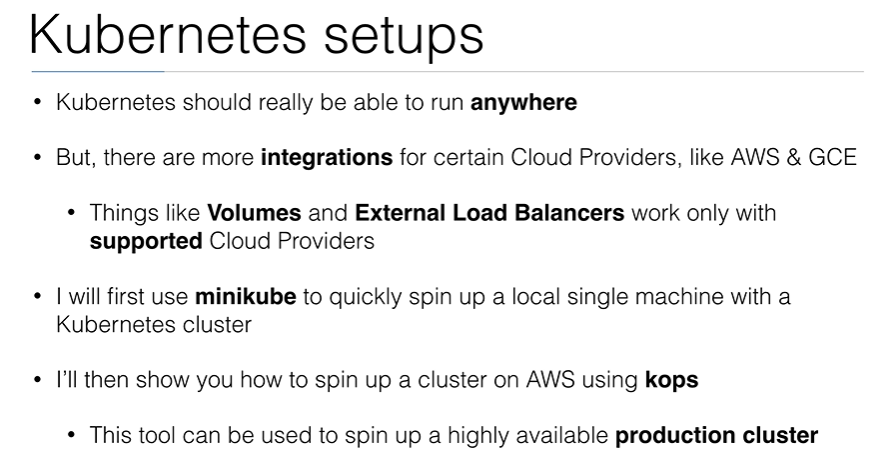 Kubernetes setups
• Kubernetes should really be able to run anywhere
• But, there are more integrations for certain Cloud Providers, like AWS & GCE
• Things like Volumes and External Load Balancers work only with
supported Cloud Providers
• I will first use minikube to quickly spin up a local single machine with a
Kubernetes cluster
• I'll then show you how to spin up a cluster on AWS using kops
• This tool can be used to spin up a highly available production cluster